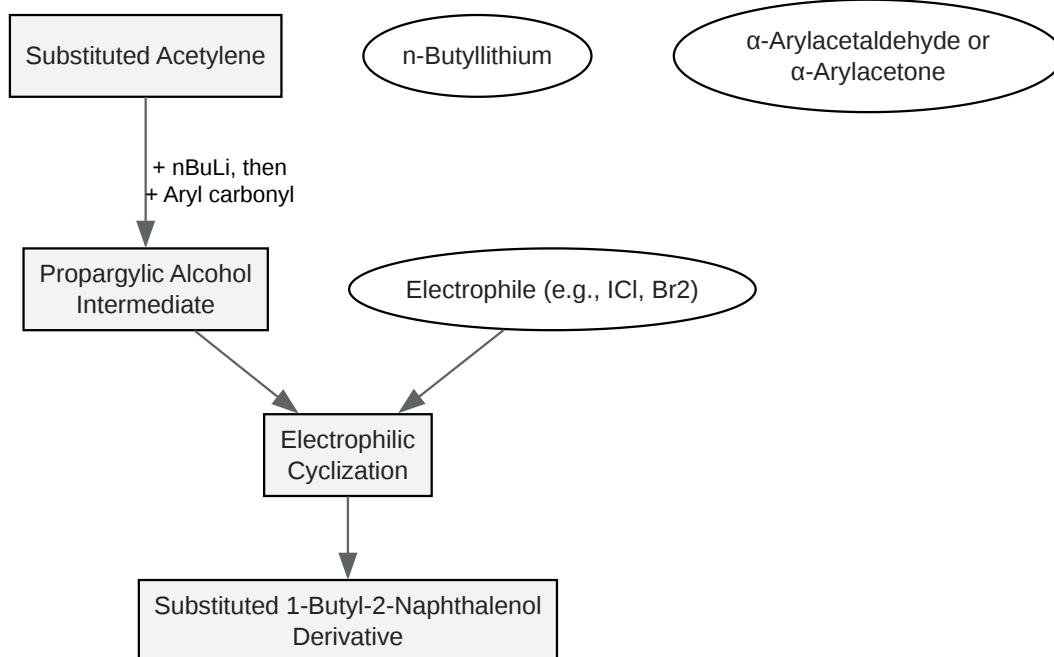 Substituted Acetylene
n-Butyllithium
α-Arylacetaldehyde or
α-Arylacetone
+ nBuLi, then
+ Aryl carbonyl
Propargylic Alcohol
Intermediate
Electrophile (e.g., ICl, Br2)
Electrophilic
Cyclization
Substituted 1-Butyl-2-Naphthalenol
Derivative